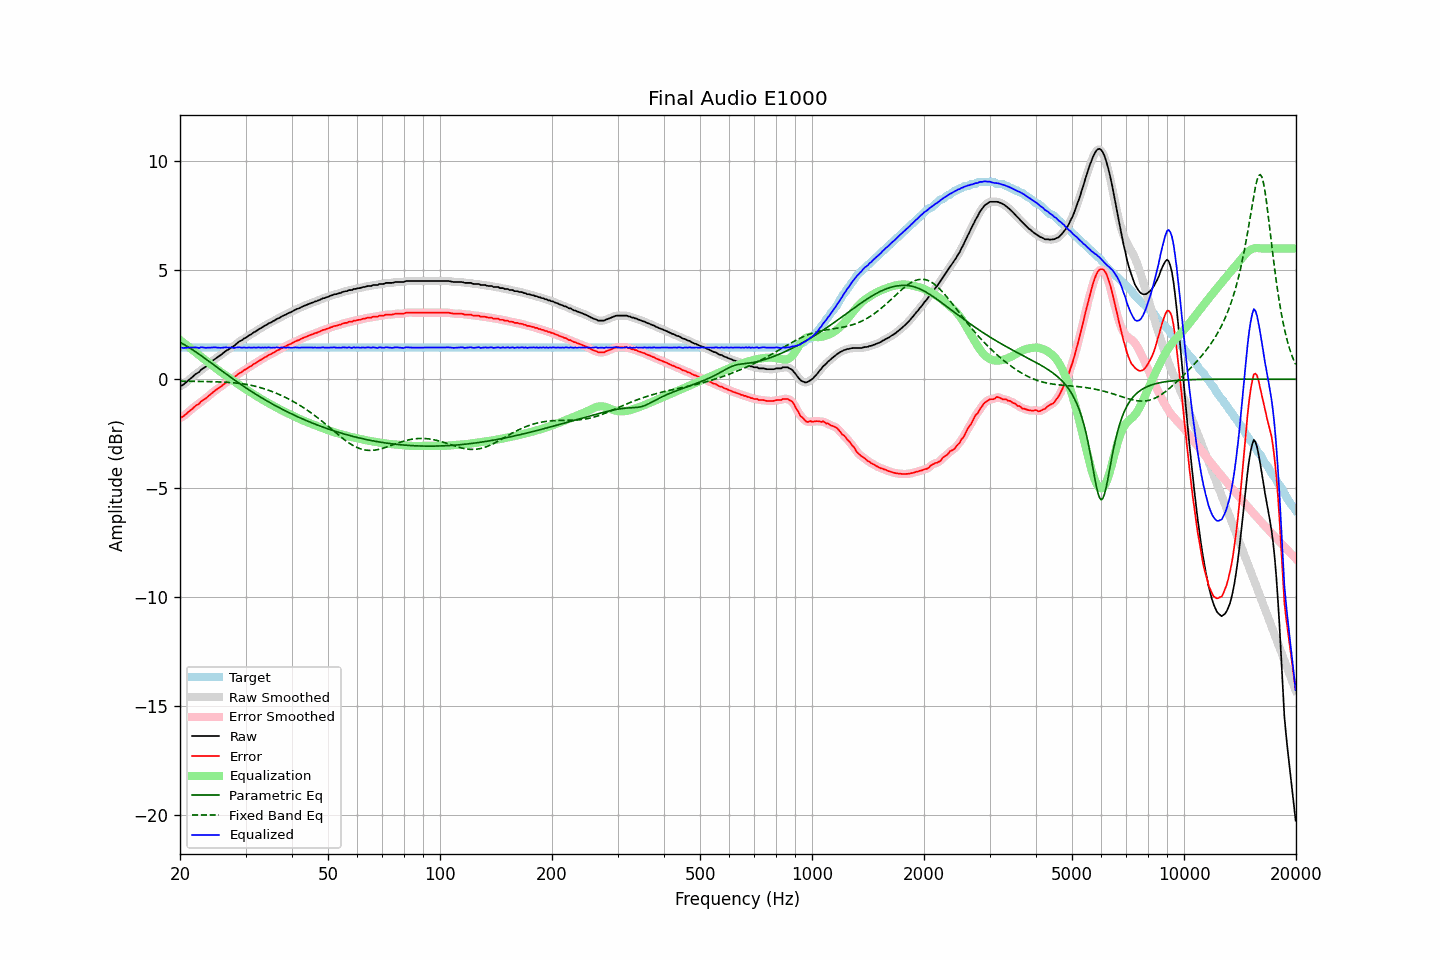 Final Audio E1000
Amplitude (dBr)
10
5
0
−5
−10
−15
−20
Target
Raw Smoothed
Error Smoothed
Raw
Error
Equalization
Parametric Eq
Fixed Band Eq
Equalized
20 50 100 200 500 1000 2000 5000 10000 20000
Frequency (Hz)